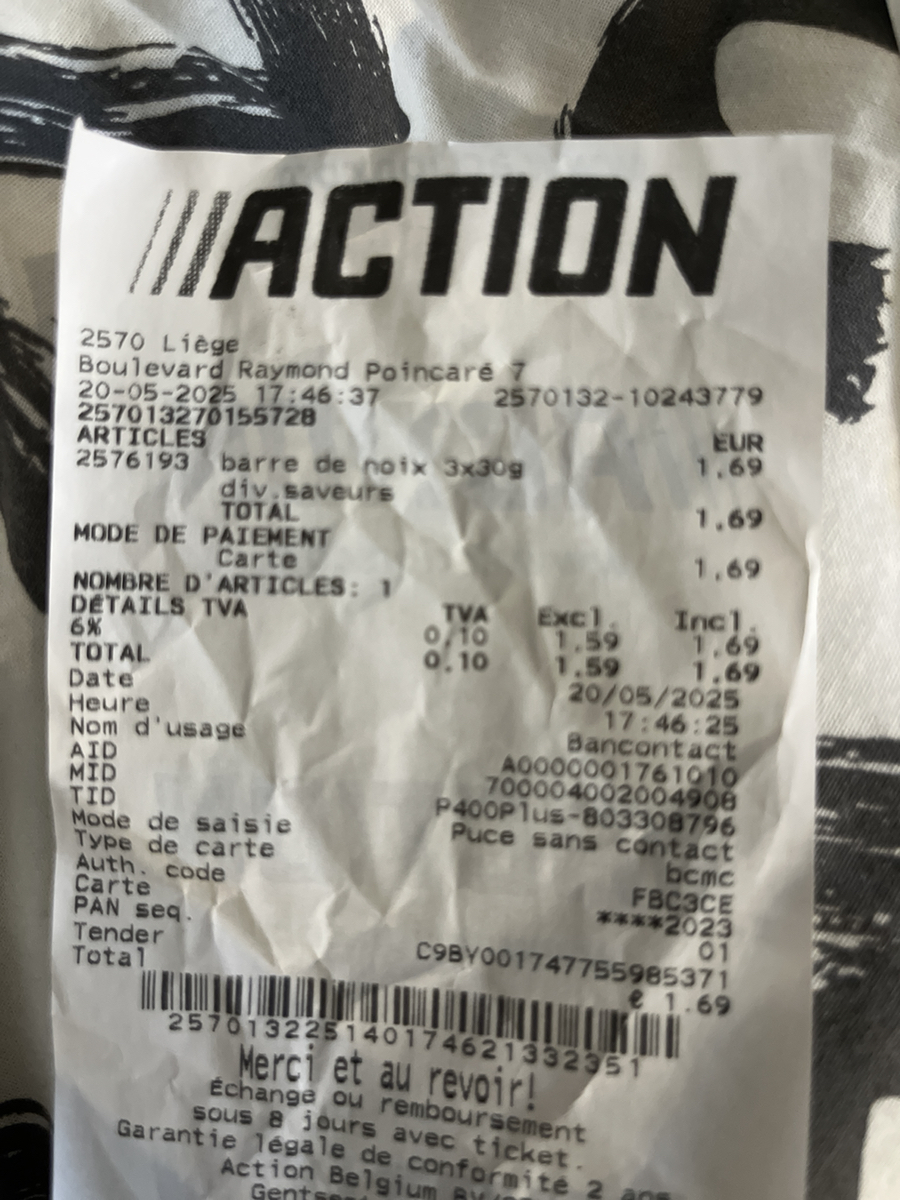 ACTION
2570 Liège
Boulevard Raymond Poincaré 7
20-05-2025 17:46:37 2570132-10243779
257013270155728
ARTICLES EUR
2576193 barre de noix 3x30g 1.69
div.saveurs
TOTAL 1.69
MODE DE PAIEMENT
Carte 1.69
NOMBRE D'ARTICLES: 1
DÉTAILS TVA TVA Excl. Incl.
6% 0/10 1.59 1.69
TOTAL 0.10 1.59 1.69
Date 20/05/2025
Heure 17:46:25
Nom d'usage Bancontact
AID A0000001761010
MID 700004002004908
TID P400Plus-803308796
Mode de saisie Puce sans contact
Type de carte bcmc
Auth. code FBC3CE
Carte ****2023
PAN seq. 01
Tender C9BY001747755985371
Total € 1.69
257013225140174621332351
Merci et au revoir!
Échange ou remboursement
sous 8 jours avec ticket.
Garantie légale de conformité 2 ans
Action Belgium